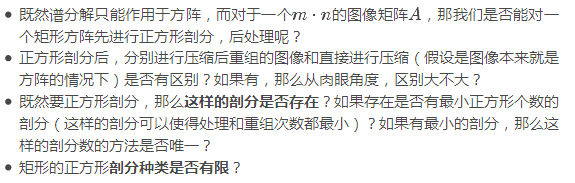 既然谱分解只能作用于方阵，而对于一个m · n的图像矩阵A，那我们是否能对一
个矩形方阵先进行正方形剖分，后处理呢？
正方形剖分后，分别进行压缩后重组的图像和直接进行压缩（假设是图像本来就是
方阵的情况下）是否有区别？如果有，那么从肉眼角度，区别大不大？
既然要正方形剖分，那么这样的剖分是否存在？如果存在是否有最小正方形个数的
剖分（这样的剖分可以使得处理和重组次数都最小）？如果有最小的剖分，那么这
样的剖分数的方法是否唯一？
矩形的正方形剖分种类是否有限？